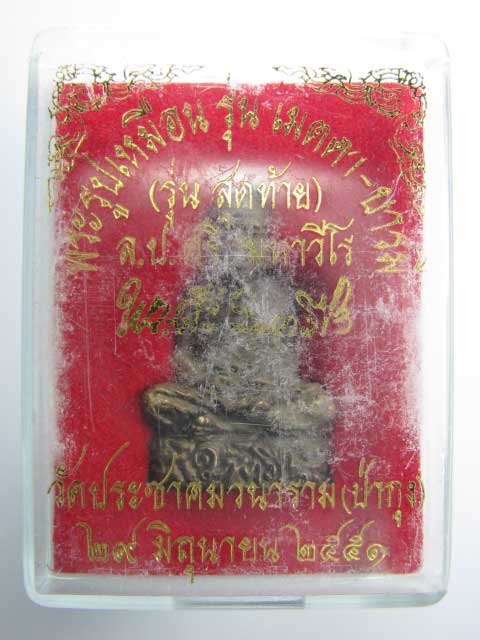 พระรูปเหมือน รุ่น เมตตา-บารมี
(รุ่น สุดท้าย)
ล.ป.ศรี มหาวีโร
วัดประชาคมวนาราม(ป่ากุง)
๒๙ มิถุนายน ๒๕๕๑